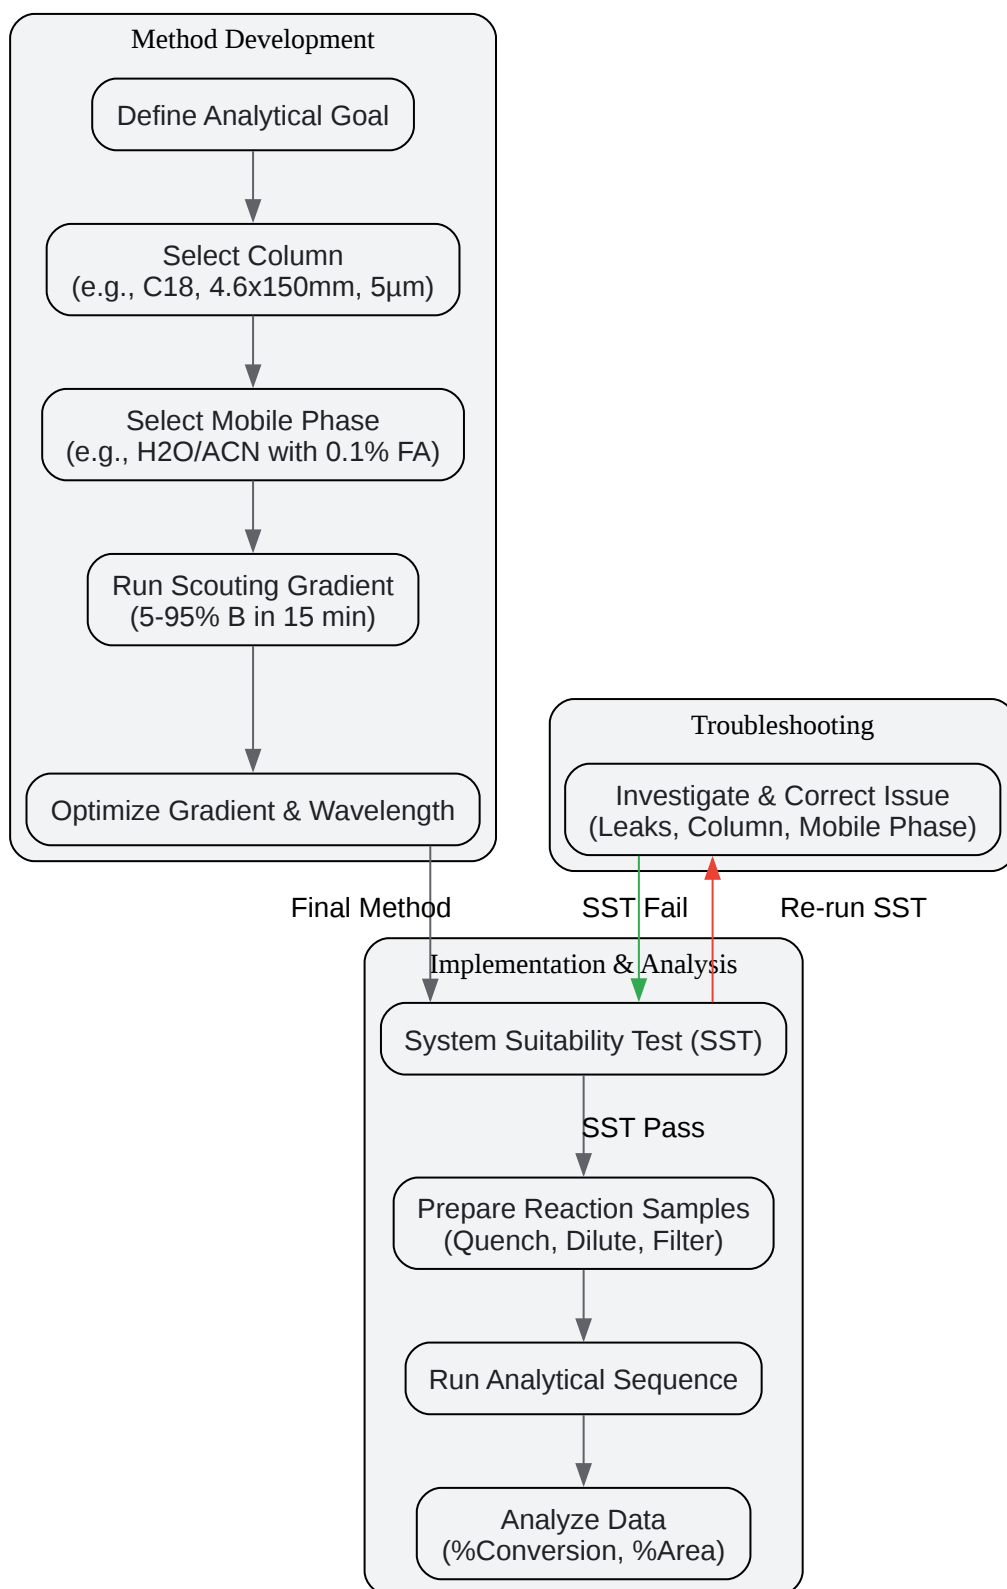 Method Development
Define Analytical Goal
Select Column
(e.g., C18, 4.6x150mm, 5µm)
Select Mobile Phase
(e.g., H2O/ACN with 0.1% FA)
Run Scouting Gradient
(5-95% B in 15 min)
Optimize Gradient & Wavelength
Troubleshooting
Investigate & Correct Issue
(Leaks, Column, Mobile Phase)
Final Method
SST Fail
Re-run SST
Implementation & Analysis
System Suitability Test (SST)
SST Pass
Prepare Reaction Samples
(Quench, Dilute, Filter)
Run Analytical Sequence
Analyze Data
(%Conversion, %Area)